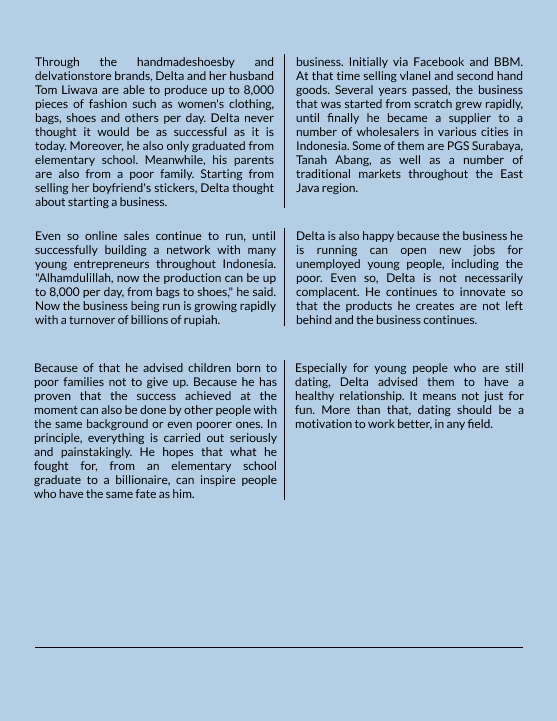 Through the handmadeshoesby and
delvationstore brands, Delta and her husband
Tom Liwava are able to produce up to 8,000
pieces of fashion such as women's clothing,
bags, shoes and others per day. Delta never
thought it would be as successful as it is
today. Moreover, he also only graduated from
elementary school. Meanwhile, his parents
are also from a poor family. Starting from
selling her boyfriend's stickers, Delta thought
about starting a business.
business. Initially via Facebook and BBM.
At that time selling vlanel and second hand
goods. Several years passed, the business
that was started from scratch grew rapidly,
until finally he became a supplier to a
number of wholesalers in various cities in
Indonesia. Some of them are PGS Surabaya,
Tanah Abang, as well as a number of
traditional markets throughout the East
Java region.
Even so online sales continue to run, until
successfully building a network with many
young entrepreneurs throughout Indonesia.
"Alhamdulillah, now the production can be up
to 8,000 per day, from bags to shoes," he said.
Now the business being run is growing rapidly
with a turnover of billions of rupiah.
Delta is also happy because the business he
is running can open new jobs for
unemployed young people, including the
poor. Even so, Delta is not necessarily
complacent. He continues to innovate so
that the products he creates are not left
behind and the business continues.
Because of that he advised children born to
poor families not to give up. Because he has
proven that the success achieved at the
moment can also be done by other people with
the same background or even poorer ones. In
principle, everything is carried out seriously
and painstakingly. He hopes that what he
fought for, from an elementary school
graduate to a billionaire, can inspire people
who have the same fate as him.
Especially for young people who are still
dating, Delta advised them to have a
healthy relationship. It means not just for
fun. More than that, dating should be a
motivation to work better, in any field.